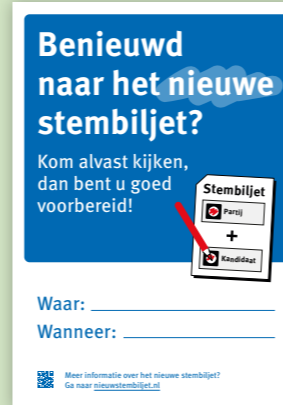 Benieuwd
naar het nieuwe
stembiljet?
Kom alvast kijken,
dan bent u goed
voorbereid!
Stembiljet
Partij
+
Kandidaat
Waar:
Wanneer:
Meer informatie over het nieuwe stembiljet?
Ga naar nieuwstembiljet.nl